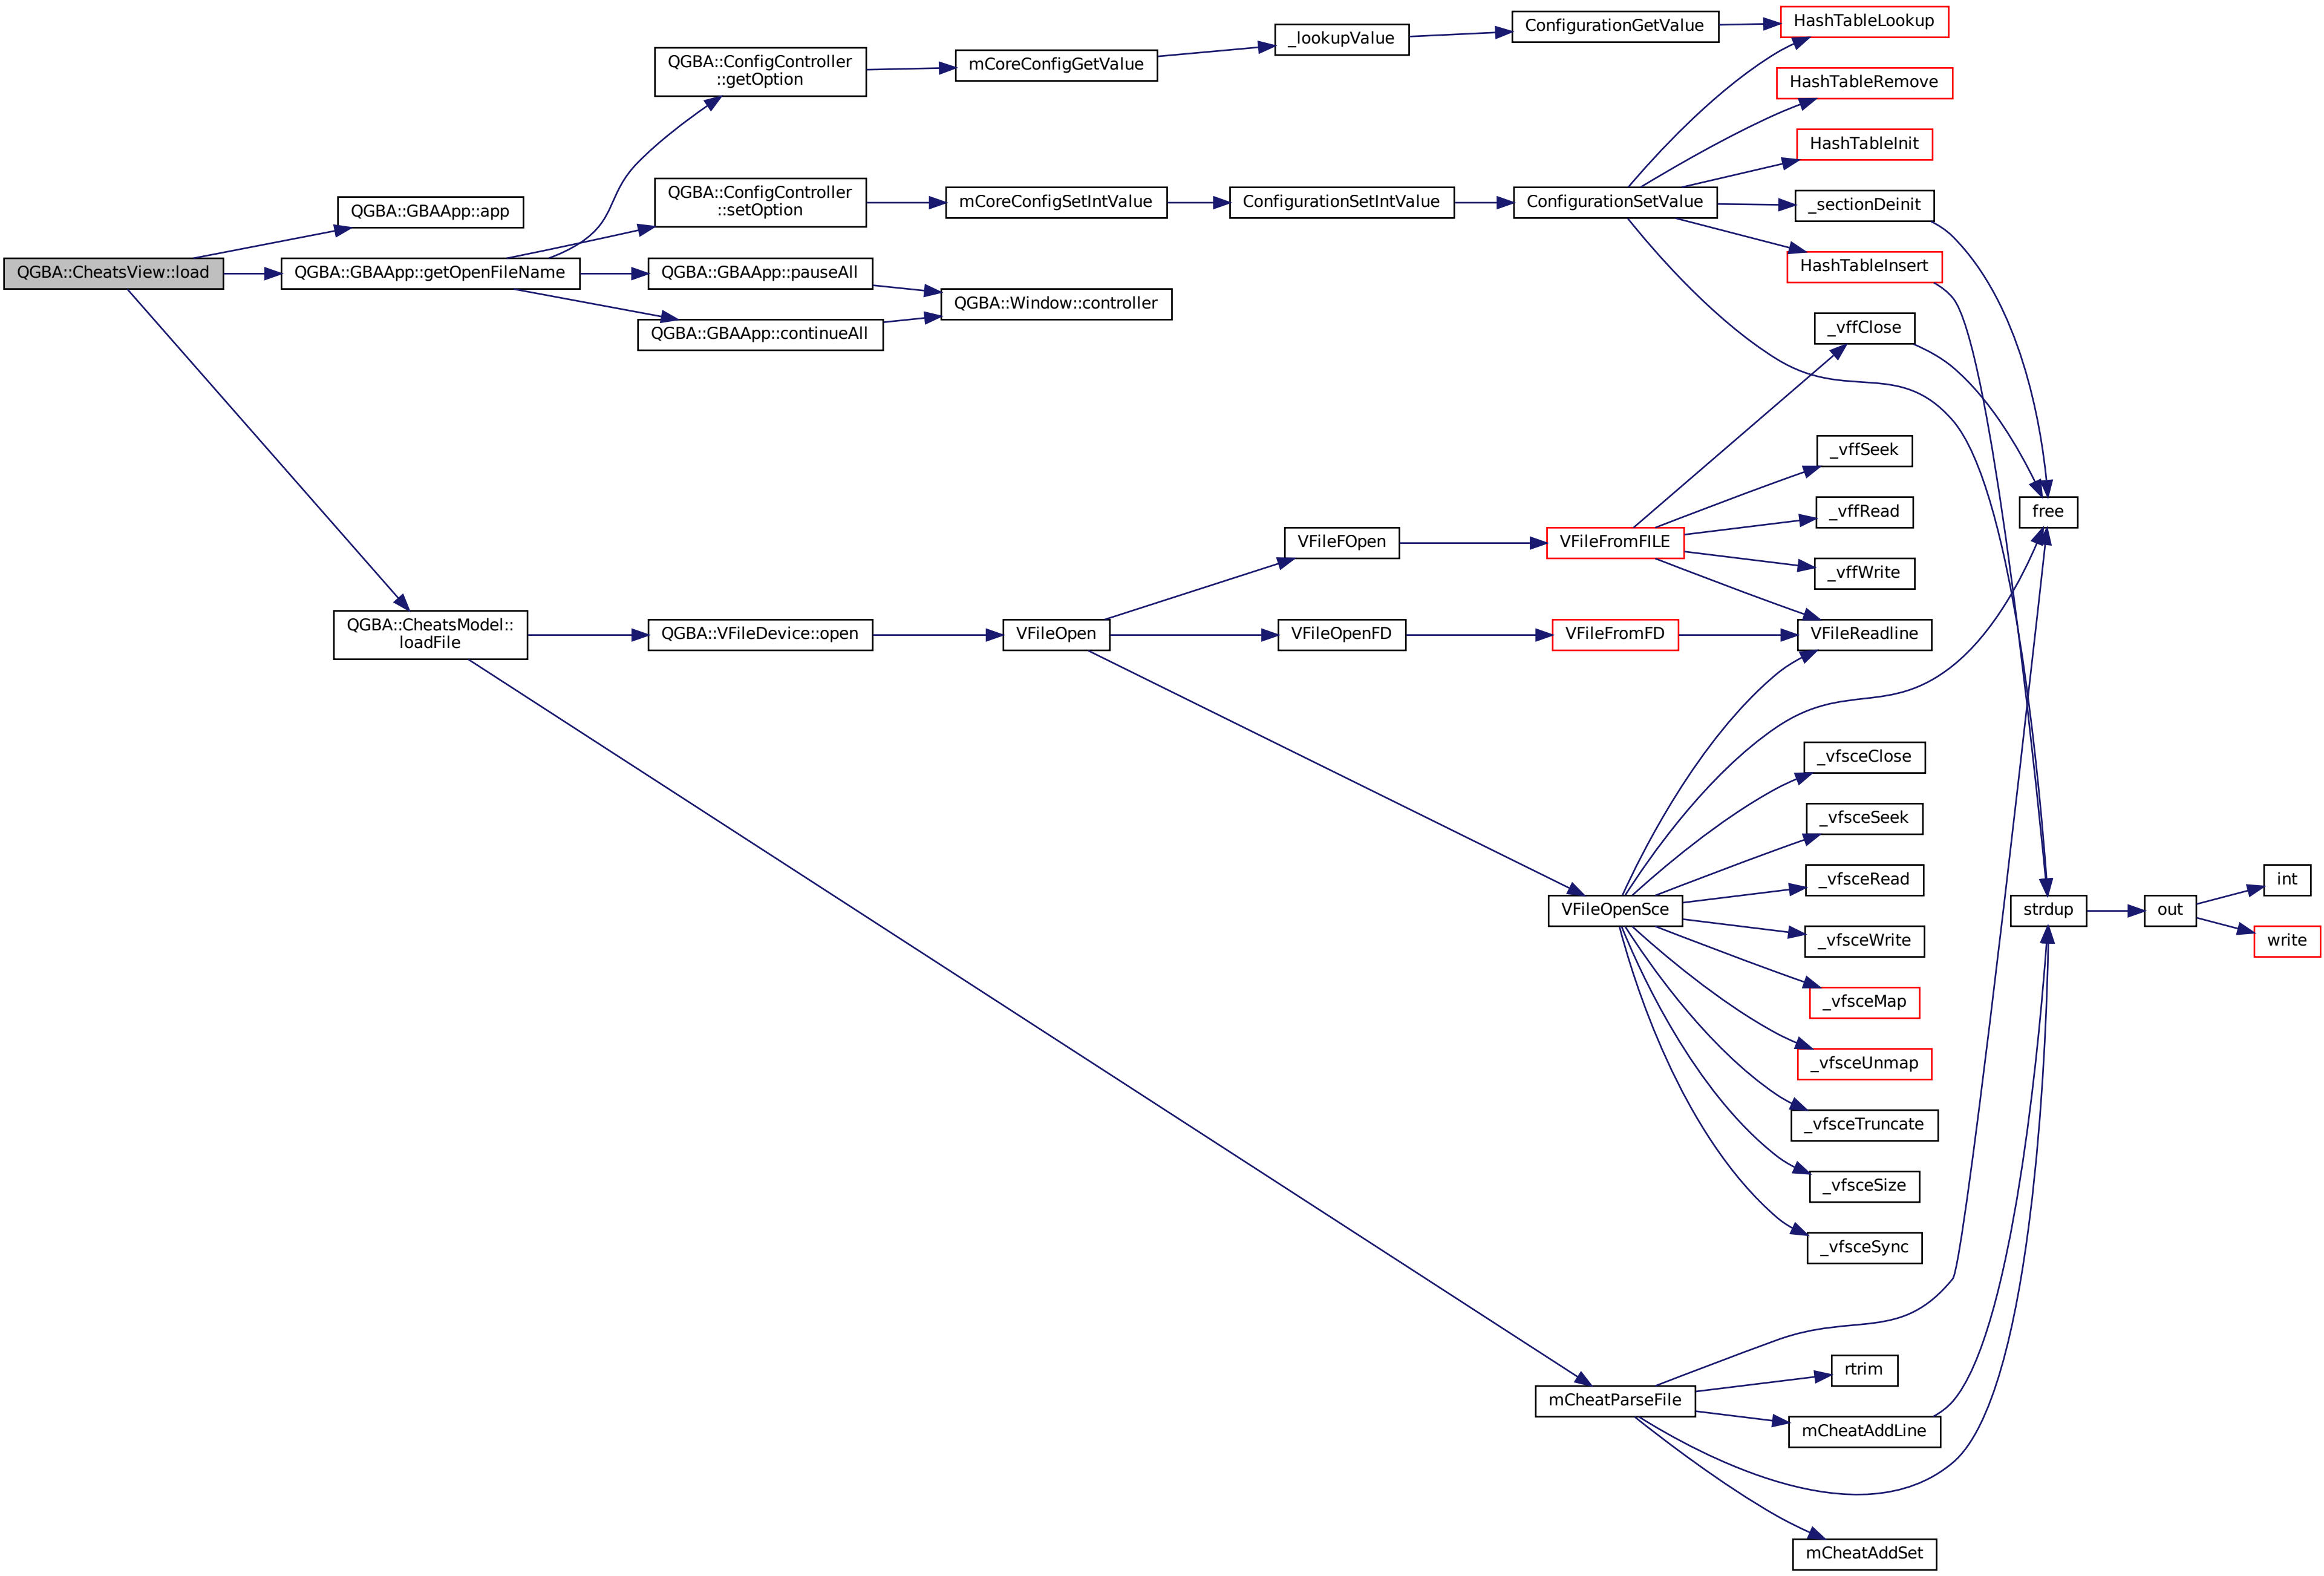 HashTableLookup
ConfigurationGetValue
_lookupValue
QGBA::ConfigController
::getOption
mCoreConfigGetValue
HashTableRemove
HashTableInit
QGBA::ConfigController
::setOption
mCoreConfigSetIntValue
ConfigurationSetIntValue
ConfigurationSetValue
_sectionDeinit
QGBA::GBAApp::app
HashTableInsert
QGBA::CheatsView::load
QGBA::GBAApp::getOpenFileName
QGBA::GBAApp::pauseAll
QGBA::Window::controller
QGBA::GBAApp::continueAll
_vffClose
_vffSeek
_vffRead
free
VFileFOpen
VFileFromFILE
_vffWrite
QGBA::CheatsModel::
loadFile
QGBA::VFileDevice::open
VFileOpen
VFileOpenFD
VFileFromFD
VFileReadline
_vfsceClose
_vfsceSeek
_vfsceRead
int
VFileOpenSce
strdup
out
_vfsceWrite
write
_vfsceMap
_vfsceUnmap
_vfsceTruncate
_vfsceSize
_vfsceSync
rtrim
mCheatParseFile
mCheatAddLine
mCheatAddSet